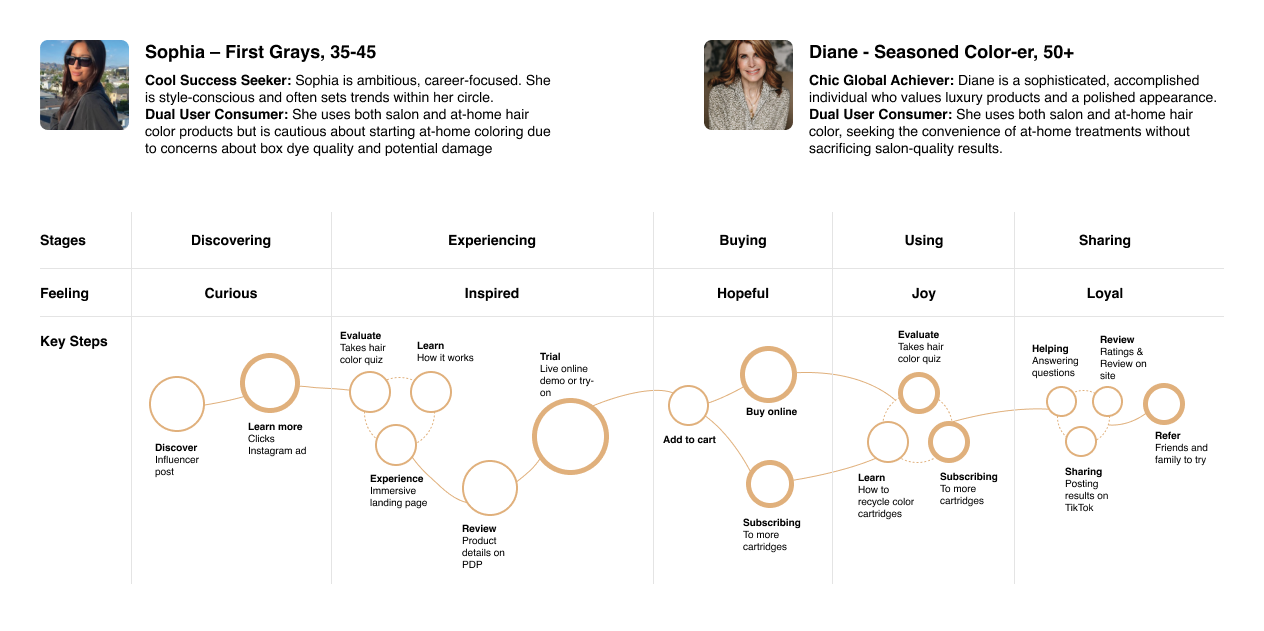 Sophia – First Grays, 35-45
Cool Success Seeker: Sophia is ambitious, career-focused. She
is style-conscious and often sets trends within her circle.
Dual User Consumer: She uses both salon and at-home hair
color products but is cautious about starting at-home coloring due
to concerns about box dye quality and potential damage
Diane - Seasoned Color-er, 50+
Chic Global Achiever: Diane is a sophisticated, accomplished
individual who values luxury products and a polished appearance.
Dual User Consumer: She uses both salon and at-home hair
color, seeking the convenience of at-home treatments without
sacrificing salon-quality results.
Stages
Discovering
Experiencing
Buying
Using
Sharing
Feeling
Curious
Inspired
Hopeful
Joy
Loyal
Key Steps
Discover
Influencer
post
Learn more
Clicks
Instagram ad
Evaluate
Takes hair
color quiz
Learn
How it works
Experience
Immersive
landing page
Review
Product
details on
PDP
Trial
Live online
demo or try-
on
Add to cart
Buy online
Subscribing
To more
cartridges
Evaluate
Takes hair
color quiz
Learn
How to
recycle color
cartridges
Subscribing
To more
cartridges
Helping
Answering
questions
Review
Ratings &
Review on
site
Sharing
Posting
results on
TikTok
Refer
Friends and
family to try